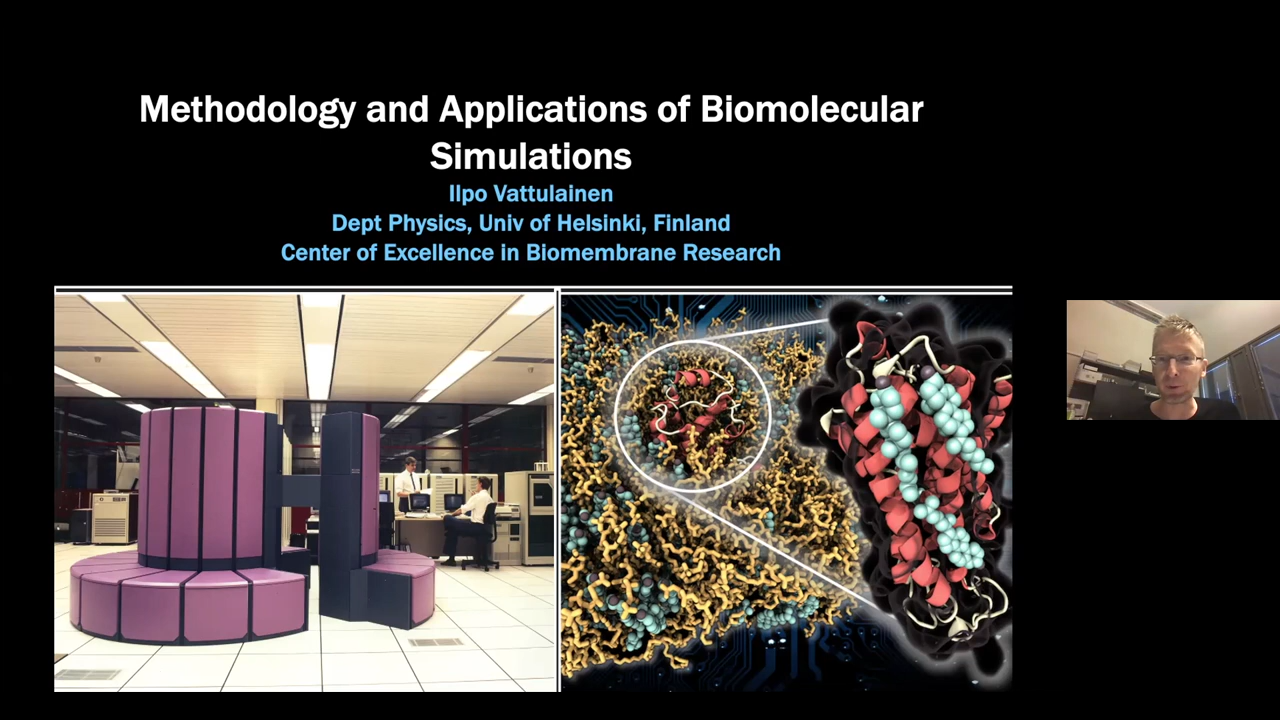 Methodology and Applications of Biomolecular
Simulations
Ilpo Vattulainen
Dept Physics, Univ of Helsinki, Finland
Center of Excellence in Biomembrane Research